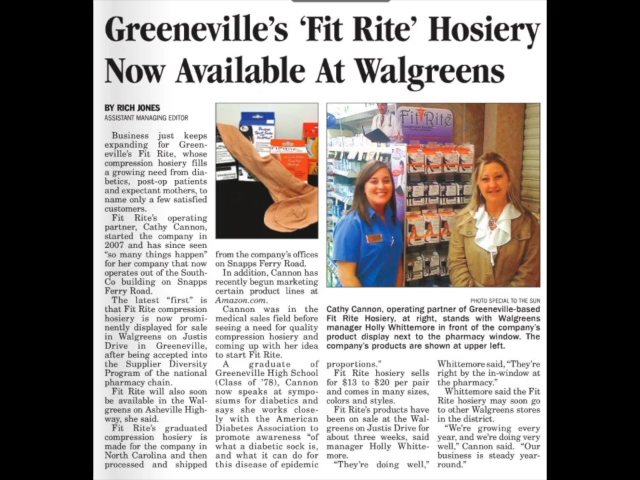 Greeneville's 'Fit Rite' Hosiery
Now Available At Walgreens
BY RICH JONES
ASSISTANT MANAGING EDITOR
Business just keeps
expanding for Green-
eville's Fit Rite, whose
compression hosiery fills
a growing need from dia-
betics, post-op patients
and expectant mothers, to
name only a few satisfied
customers.
Fit Rite's operating
partner, Cathy Cannon,
started the company in
2007 and has since seen
"so many things happen"
for her company that now
operates out of the South-
Co building on Snapps
Ferry Road.
The latest "first" is
that Fit Rite compression
hosiery is now promi-
nently displayed for sale
in Walgreens on Justis
Drive in Greeneville,
after being accepted into
the Supplier Diversity
Program of the national
pharmacy chain.
Fit Rite will also soon
be available in the Wal-
greens on Asheville High-
way, she said.
Fit Rite's graduated
compression hosiery is
made for the company in
North Carolina and then
processed and shipped
from the company's offices
on Snapps Ferry Road.
In addition, Cannon has
recently begun marketing
certain product lines at
Amazon.com.
Cannon was in the
medical sales field before
seeing a need for quality
compression hosiery and
coming up with her idea
to start Fit Rite.
A graduate of
Greeneville High School
(Class of '78), Cannon
now speaks at sympo-
siums for diabetics and
says she works close-
ly with the American
Diabetes Association to
promote awareness "of
what a diabetic sock is,
and what it can do for
this disease of epidemic
Fit Rite
PHOTO SPECIAL TO THE SUN
Cathy Cannon, operating partner of Greeneville-based
Fit Rite Hosiery, at right, stands with Walgreens
manager Holly Whittemore in front of the company's
product display next to the pharmacy window. The
company's products are shown at upper left.
proportions."
Fit Rite hosiery sells
for $13 to $20 per pair
and comes in many sizes,
colors and styles.
Fit Rite's products have
been on sale at the Wal-
greens on Justis Drive for
about three weeks, said
manager Holly Whitte-
more.
"They're doing well,"
Whittemore said, "They're
right by the in-window at
the pharmacy."
Whittemore said the Fit
Rite hosiery may soon go
to other Walgreens stores
in the district.
"We're growing every
year, and we're doing very
well," Cannon said. "Our
business is steady year-
round."